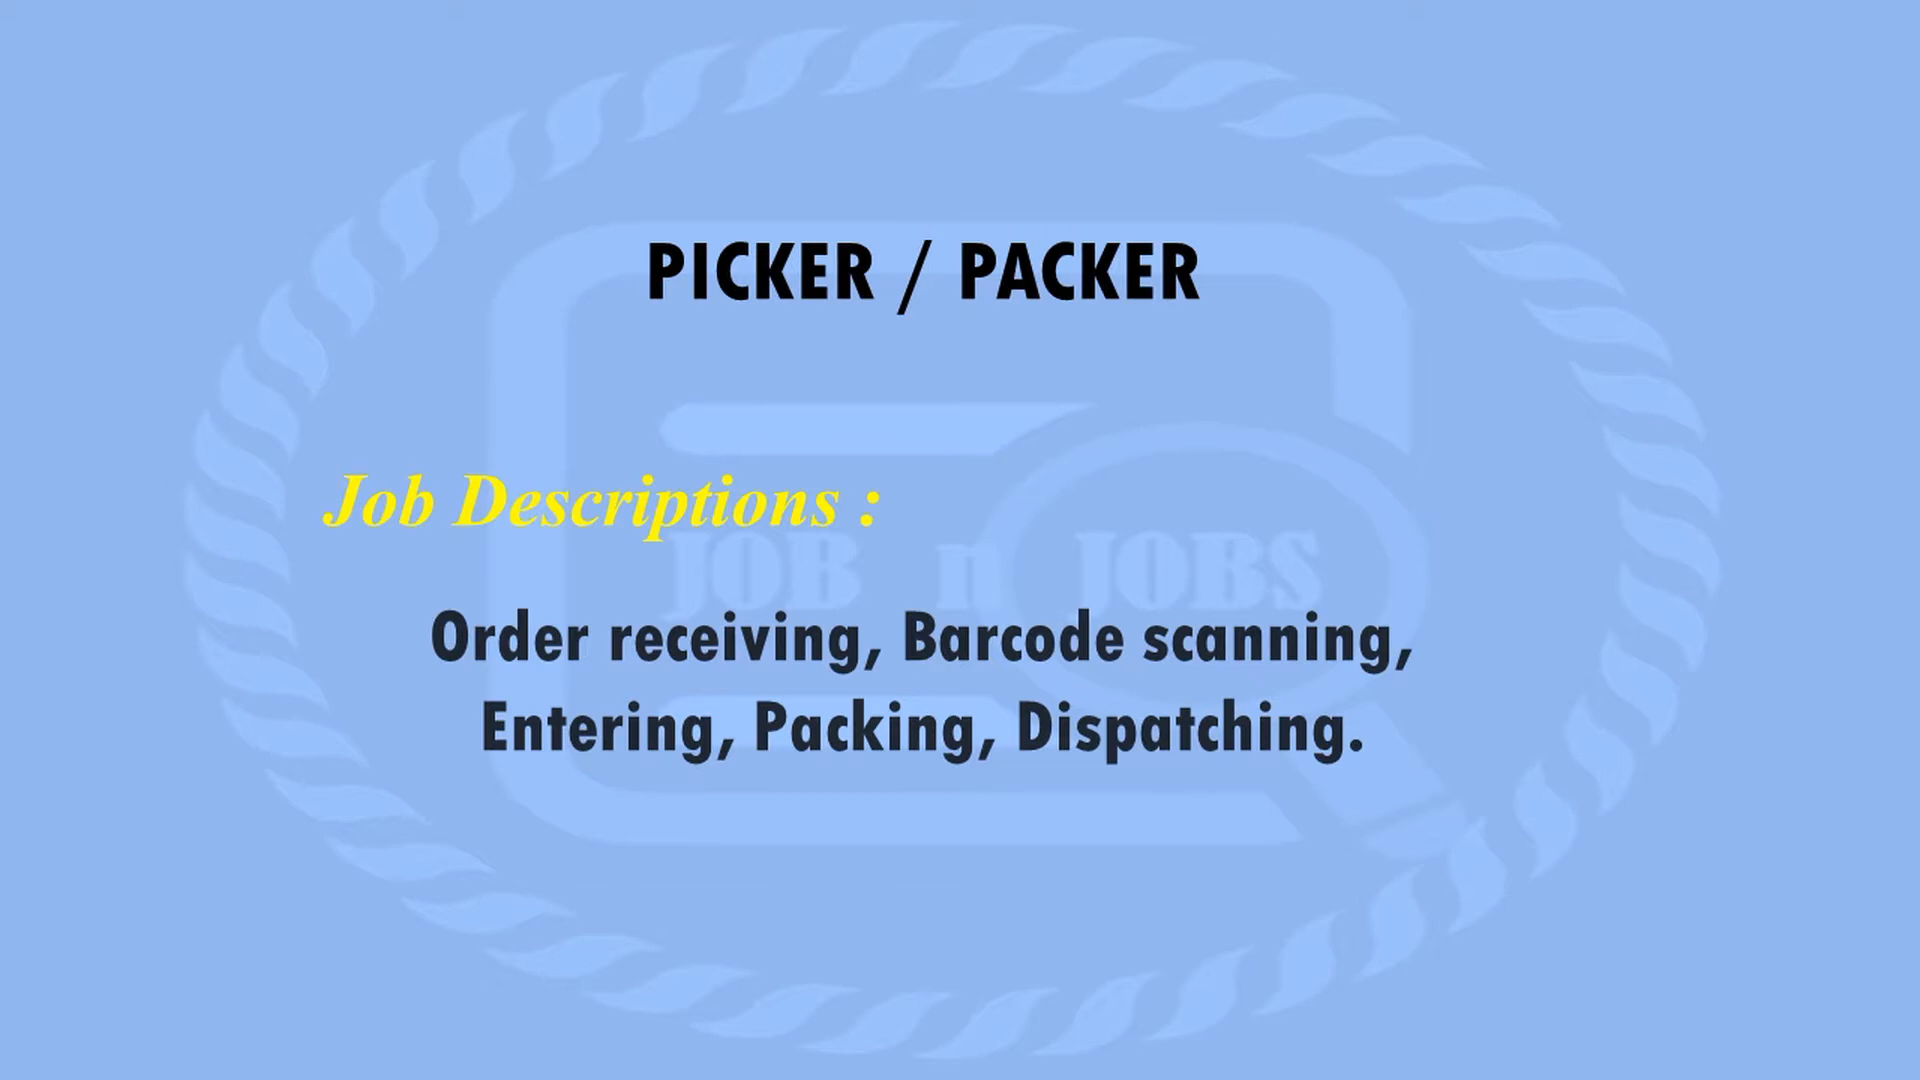 PICKER / PACKER
Job Descriptions :
JOB n JOBS
Order receiving, Barcode scanning,
Entering, Packing, Dispatching.